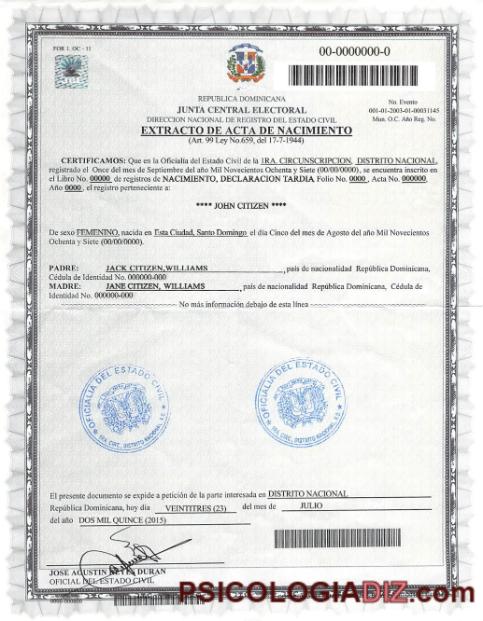 FOR 1. OC - 11
00-0000000-0
REPUBLICA DOMINICANA
JUNTA CENTRAL ELECTORAL
DIRECCION NACIONAL DE REGISTRO DEL ESTADO CIVIL
EXTRACTO DE ACTA DE NACIMIENTO
(Art. 99 Ley No.659, del 17-7-1944)
No. Evento
001-01-2003-01-00031145
Mun. O.C. Año Reg. No.
CERTIFICAMOS: Que en la Oficialía del Estado Civil de la 1RA. CIRCUNSCRIPCION, DISTRITO NACIONAL,
registrado el Once del mes de Septiembre del año Mil Novecientos Ochenta y Siete (00/00/0000), se encuentra inscrito en
el Libro No. 00000 de registros de NACIMIENTO, DECLARACION TARDIA Folio No. 0000 , Acta No. 000000,
Año 0000 , el registro perteneciente a:
**** JOHN CITIZEN ****
De sexo FEMENINO, nacida en Esta Ciudad, Santo Domingo el día Cinco del mes de Agosto del año Mil Novecientos
Ochenta y Siete (00/00/0000).
PADRE: JACK CITIZEN,WILLIAMS , país de nacionalidad República Dominicana,
Cédula de Identidad No. 000000-000
MADRE: JANE CITIZEN, WILLIAMS , país de nacionalidad República Dominicana, Cédula de
Identidad No. 000000-000
No más información debajo de esta línea
OFICIALIA DEL ESTADO CIVIL
1RA. CIRC. DISTRITO NACIONAL
OFICIALIA DEL ESTADO CIVIL
1RA. CIRC. DISTRITO NACIONAL
El presente documento se expide a petición de la parte interesada en DISTRITO NACIONAL
República Dominicana, hoy día VEINTITRES (23) del mes de JULIO
del año DOS MIL QUINCE (2015)
JOSE AGUSTIN REYES DURAN
OFICIAL DEL ESTADO CIVIL
PSICOLOGIADIZ.com